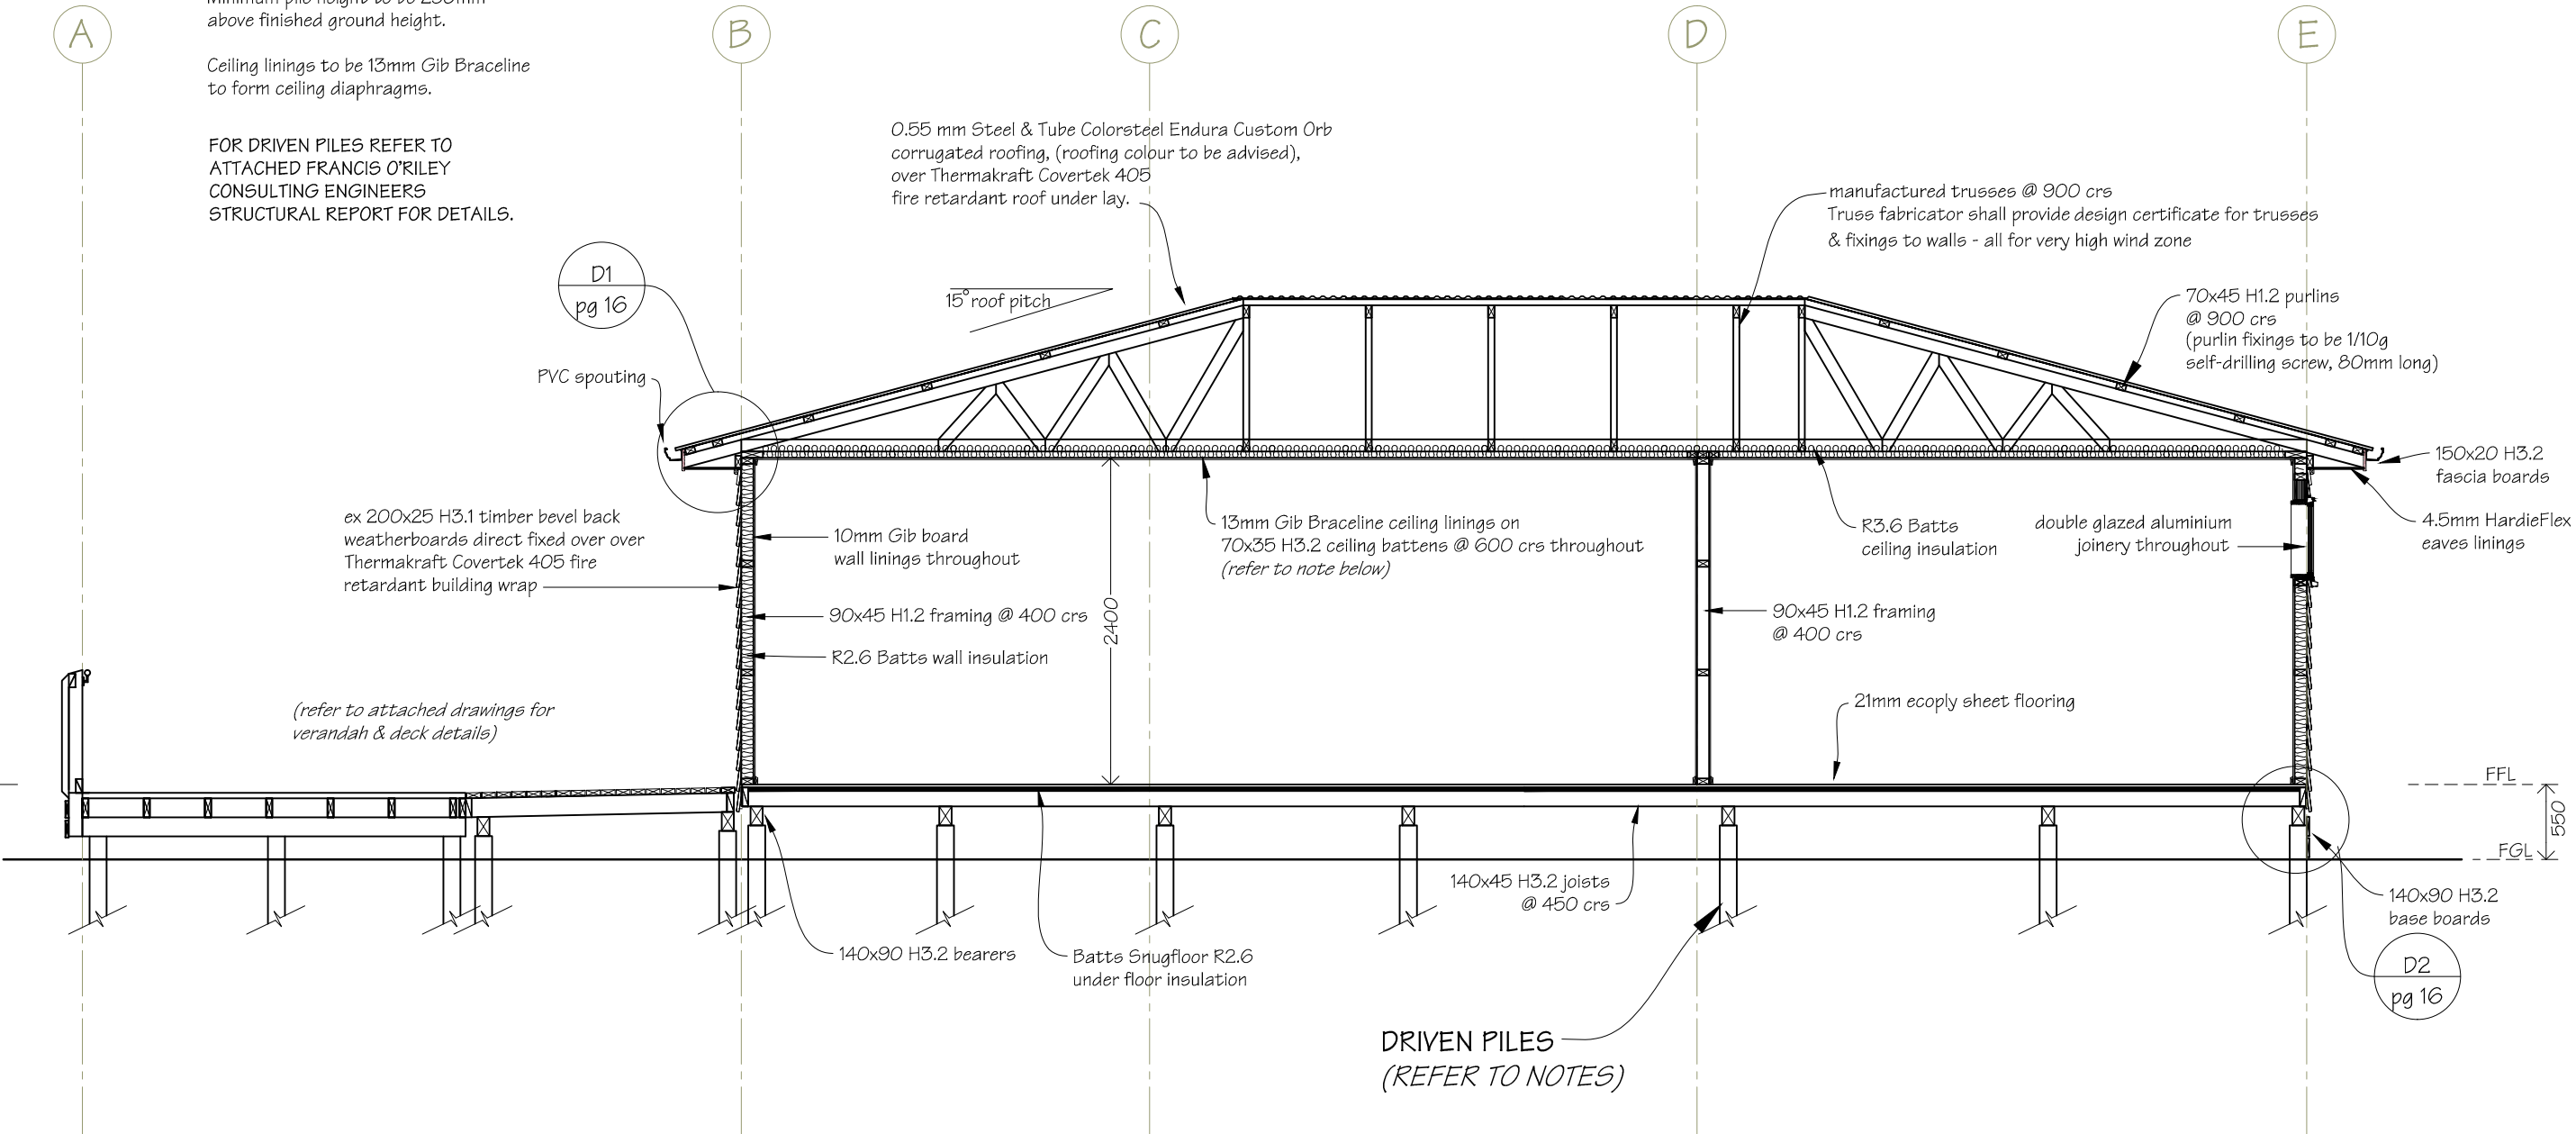 Minimum pile height to be 250mm
above finished ground height.
A
B
C
D
E
Ceiling linings to be 13mm Gib Braceline
to form ceiling diaphragms.
FOR DRIVEN PILES REFER TO
ATTACHED FRANCIS O'RILEY
CONSULTING ENGINEERS
STRUCTURAL REPORT FOR DETAILS.
0.55 mm Steel & Tube Colorsteel Endura Custom Orb
corrugated roofing, (roofing colour to be advised),
over Thermakraft Covertek 405
fire retardant roof under lay.
manufactured trusses @ 900 crs
Truss fabricator shall provide design certificate for trusses
& fixings to walls - all for very high wind zone
D1
pg 16
15° roof pitch
70x45 H1.2 purlins
@ 900 crs
(purlin fixings to be 1/10g
self-drilling screw, 80mm long)
PVC spouting
150x20 H3.2
fascia boards
ex 200x25 H3.1 timber bevel back
weatherboards direct fixed over over
Thermakraft Covertek 405 fire
retardant building wrap
10mm Gib board
wall linings throughout
13mm Gib Braceline ceiling linings on
70x35 H3.2 ceiling battens @ 600 crs throughout
(refer to note below)
R3.6 Batts
ceiling insulation
double glazed aluminium
joinery throughout
4.5mm HardieFlex
eaves linings
90x45 H1.2 framing @ 400 crs
2400
90x45 H1.2 framing
@ 400 crs
R2.6 Batts wall insulation
(refer to attached drawings for
verandah & deck details)
21mm ecoply sheet flooring
FFL
550
FGL
140x45 H3.2 joists
@ 450 crs
140x90 H3.2
base boards
140x90 H3.2 bearers
Batts Snugfloor R2.6
under floor insulation
D2
pg 16
DRIVEN PILES
(REFER TO NOTES)